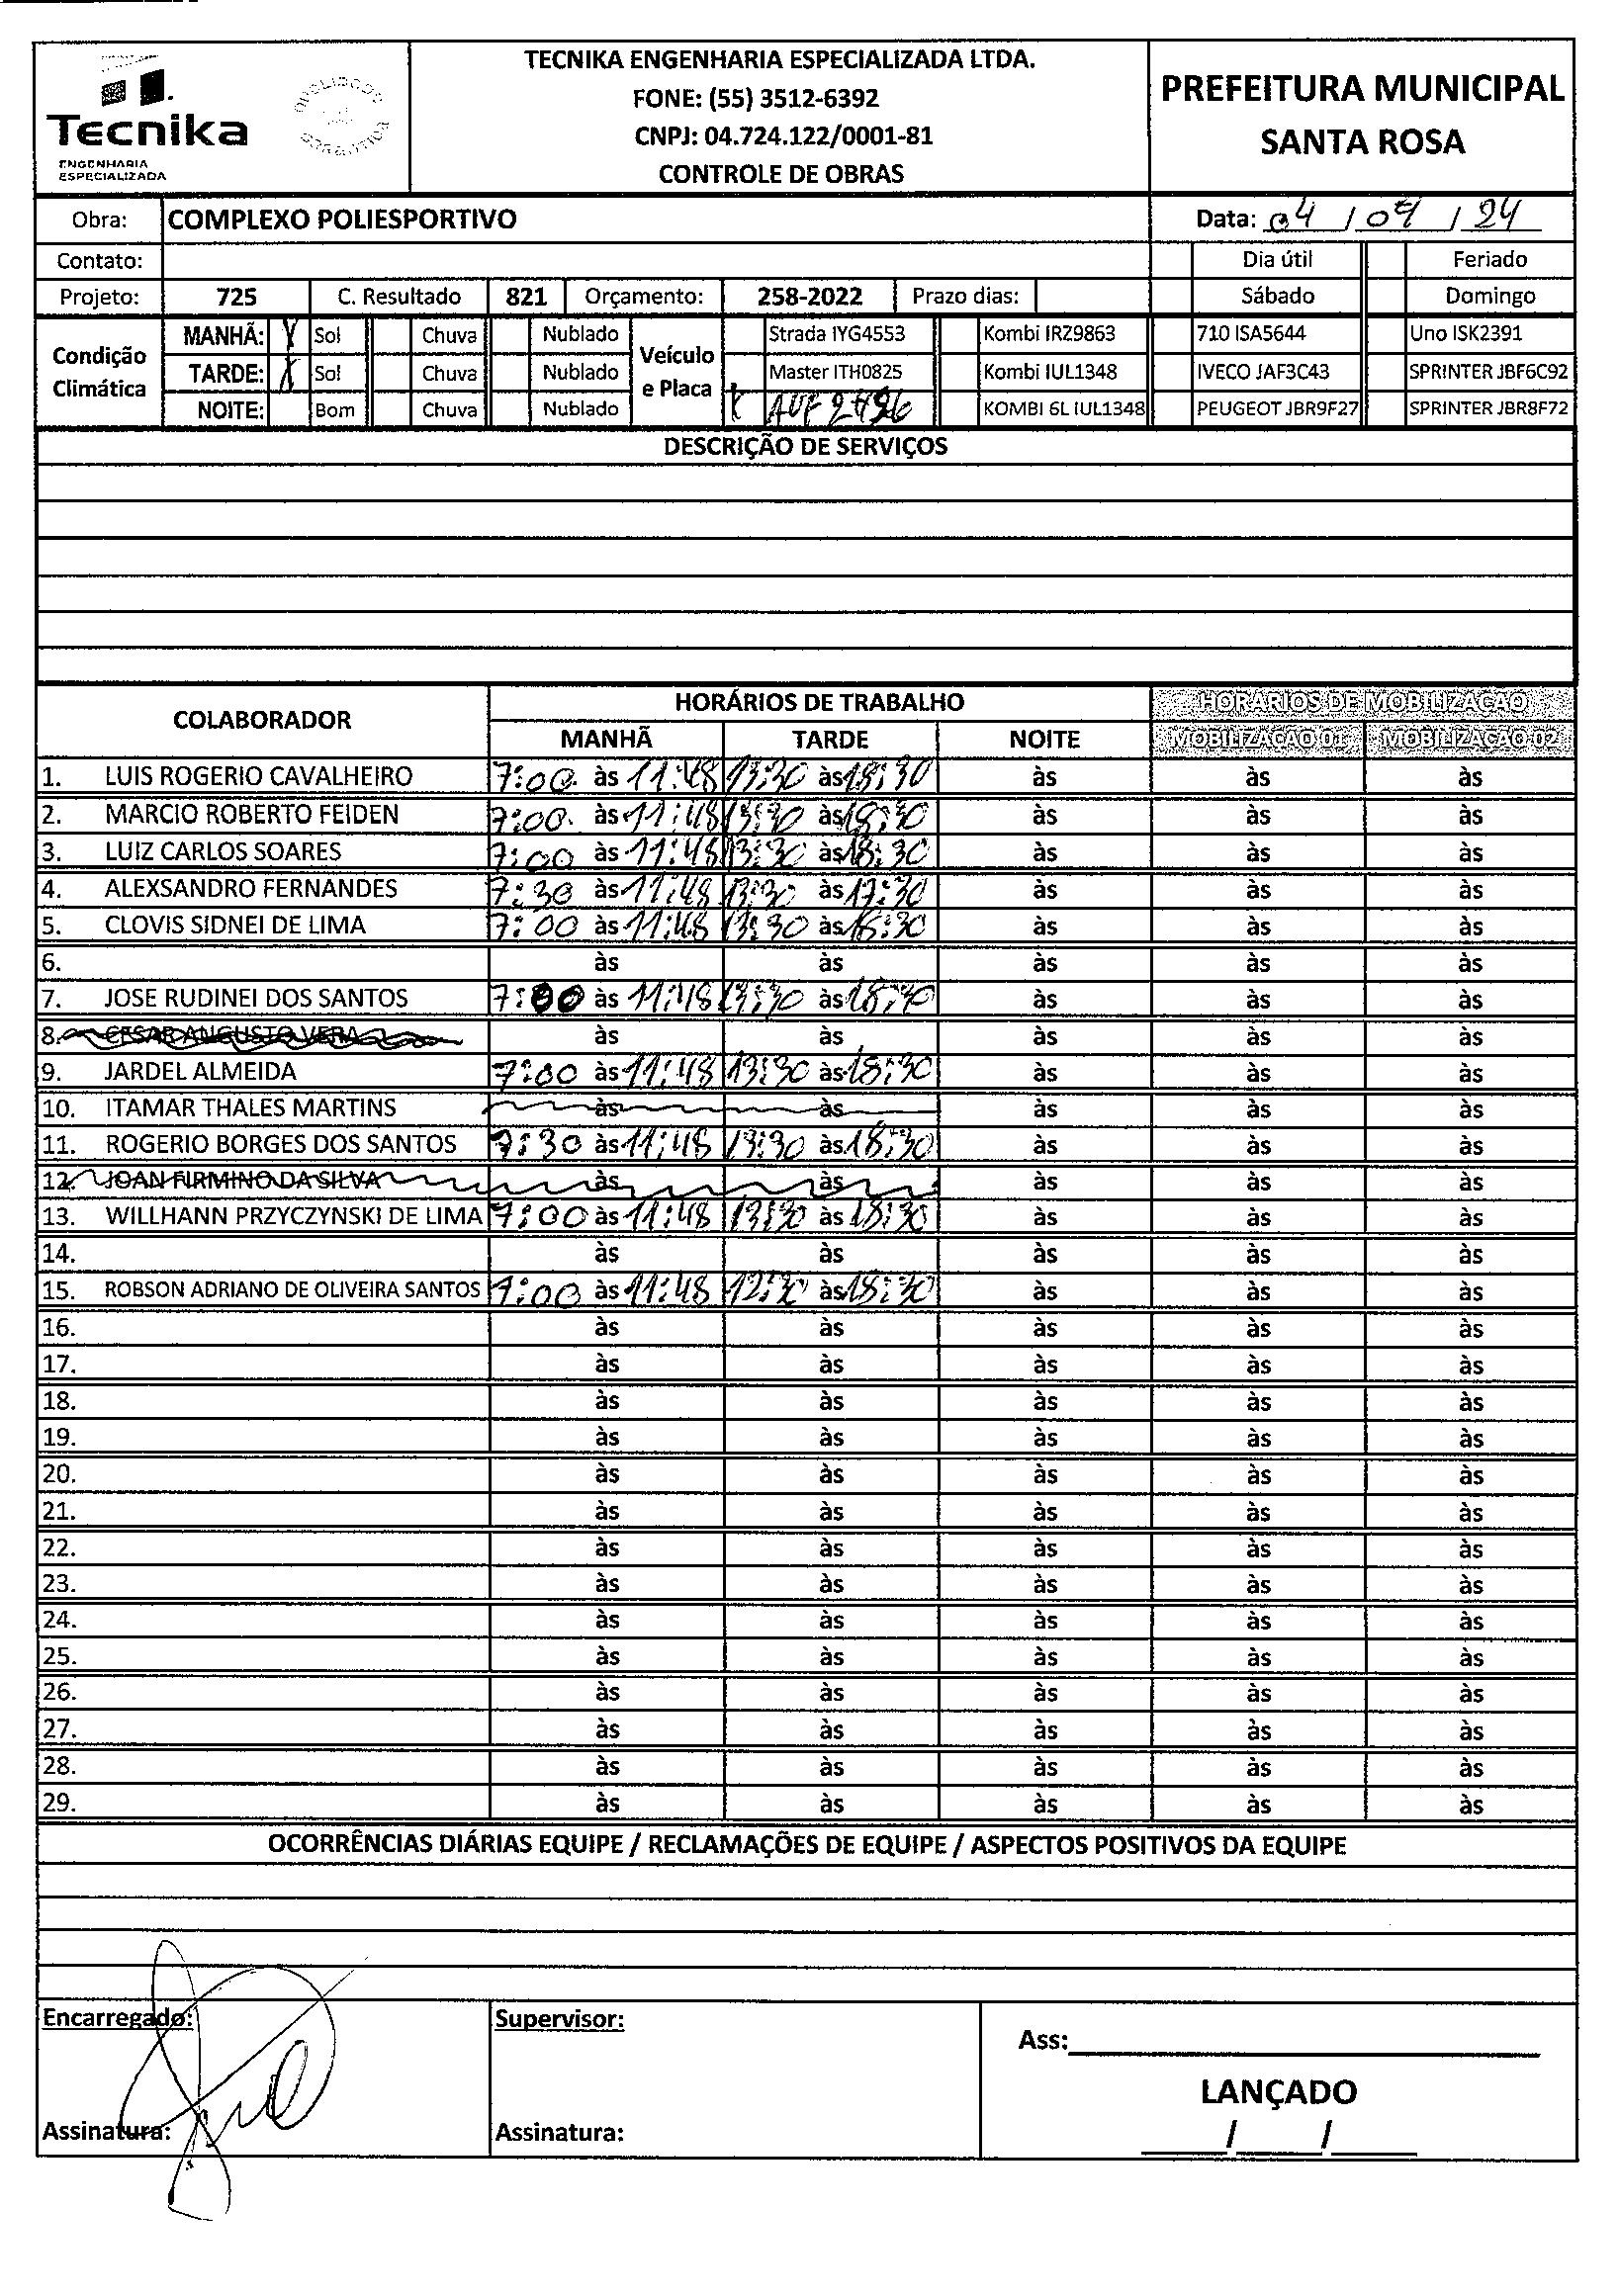 Tecnika
ENGENHARIA
ESPECIALIZADA
TECNIKA ENGENHARIA ESPECIALIZADA LTDA.
FONE: (55) 3512-6392
CNPJ: 04.724.122/0001-81
CONTROLE DE OBRAS
PREFEITURA MUNICIPAL
SANTA ROSA
Obra: COMPLEXO POLIESPORTIVO Data: 04 / 07 / 24
Contato: Dia útil Feriado
Projeto: 725 C. Resultado 821 Orçamento: 258-2022 Prazo dias: Sábado Domingo
Condição Climática
MANHÃ: X Sol Chuva Nublado
TARDE: X Sol Chuva Nublado
NOITE: Bom Chuva Nublado
Veículo e Placa
Strada IYG4553 Kombi IRZ9863 710 ISA5644 Uno ISK2391
Master ITH0825 Kombi IUL1348 IVECO JAF3C43 SPRINTER JBF6C92
X KOMBI 6L IUL1348 PEUGEOT JBR9F27 SPRINTER JBR8F72
DESCRIÇÃO DE SERVIÇOS
COLABORADOR HORÁRIOS DE TRABALHO HORÁRIOS DE MOBILIZAÇÃO
MANHÃ TARDE NOITE MOBILIZAÇÃO 01 MOBILIZAÇÃO 02
1. LUIS ROGERIO CAVALHEIRO 7:00 às 11:48 13:30 às 18:30 às às às
2. MARCIO ROBERTO FEIDEN 7:00 às 11:48 13:30 às 18:30 às às às
3. LUIZ CARLOS SOARES 7:00 às 11:48 13:30 às 18:30 às às às
4. ALEXSANDRO FERNANDES 7:30 às 11:48 13:30 às 17:30 às às às
5. CLOVIS SIDNEI DE LIMA 7:00 às 11:48 13:30 às 18:30 às às às
6. às às às às às
7. JOSE RUDINEI DOS SANTOS 7:00 às 11:48 13:30 às 18:30 às às às
8. CESAR ANGUSTO VERA às às às às às
9. JARDEL ALMEIDA 7:00 às 11:48 13:30 às 18:30 às às às
10. ITAMAR THALES MARTINS às às às às às
11. ROGERIO BORGES DOS SANTOS 7:30 às 11:48 13:30 às 18:30 às às às
12. JOAN FIRMINO DA SILVA às às às às às
13. WILLHANN PRZYCZYNSKI DE LIMA 7:00 às 11:48 13:30 às 18:30 às às às
14. às às às às às
15. ROBSON ADRIANO DE OLIVEIRA SANTOS 7:00 às 11:48 12:30 às 18:30 às às às
16. às às às às às
17. às às às às às
18. às às às às às
19. às às às às às
20. às às às às às
21. às às às às às
22. às às às às às
23. às às às às às
24. às às às às às
25. às às às às às
26. às às às às às
27. às às às às às
28. às às às às às
29. às às às às às
OCORRÊNCIAS DIÁRIAS EQUIPE / RECLAMAÇÕES DE EQUIPE / ASPECTOS POSITIVOS DA EQUIPE
Encarregado: Supervisor: Ass:
LANÇADO
Assinatura: Assinatura: / /